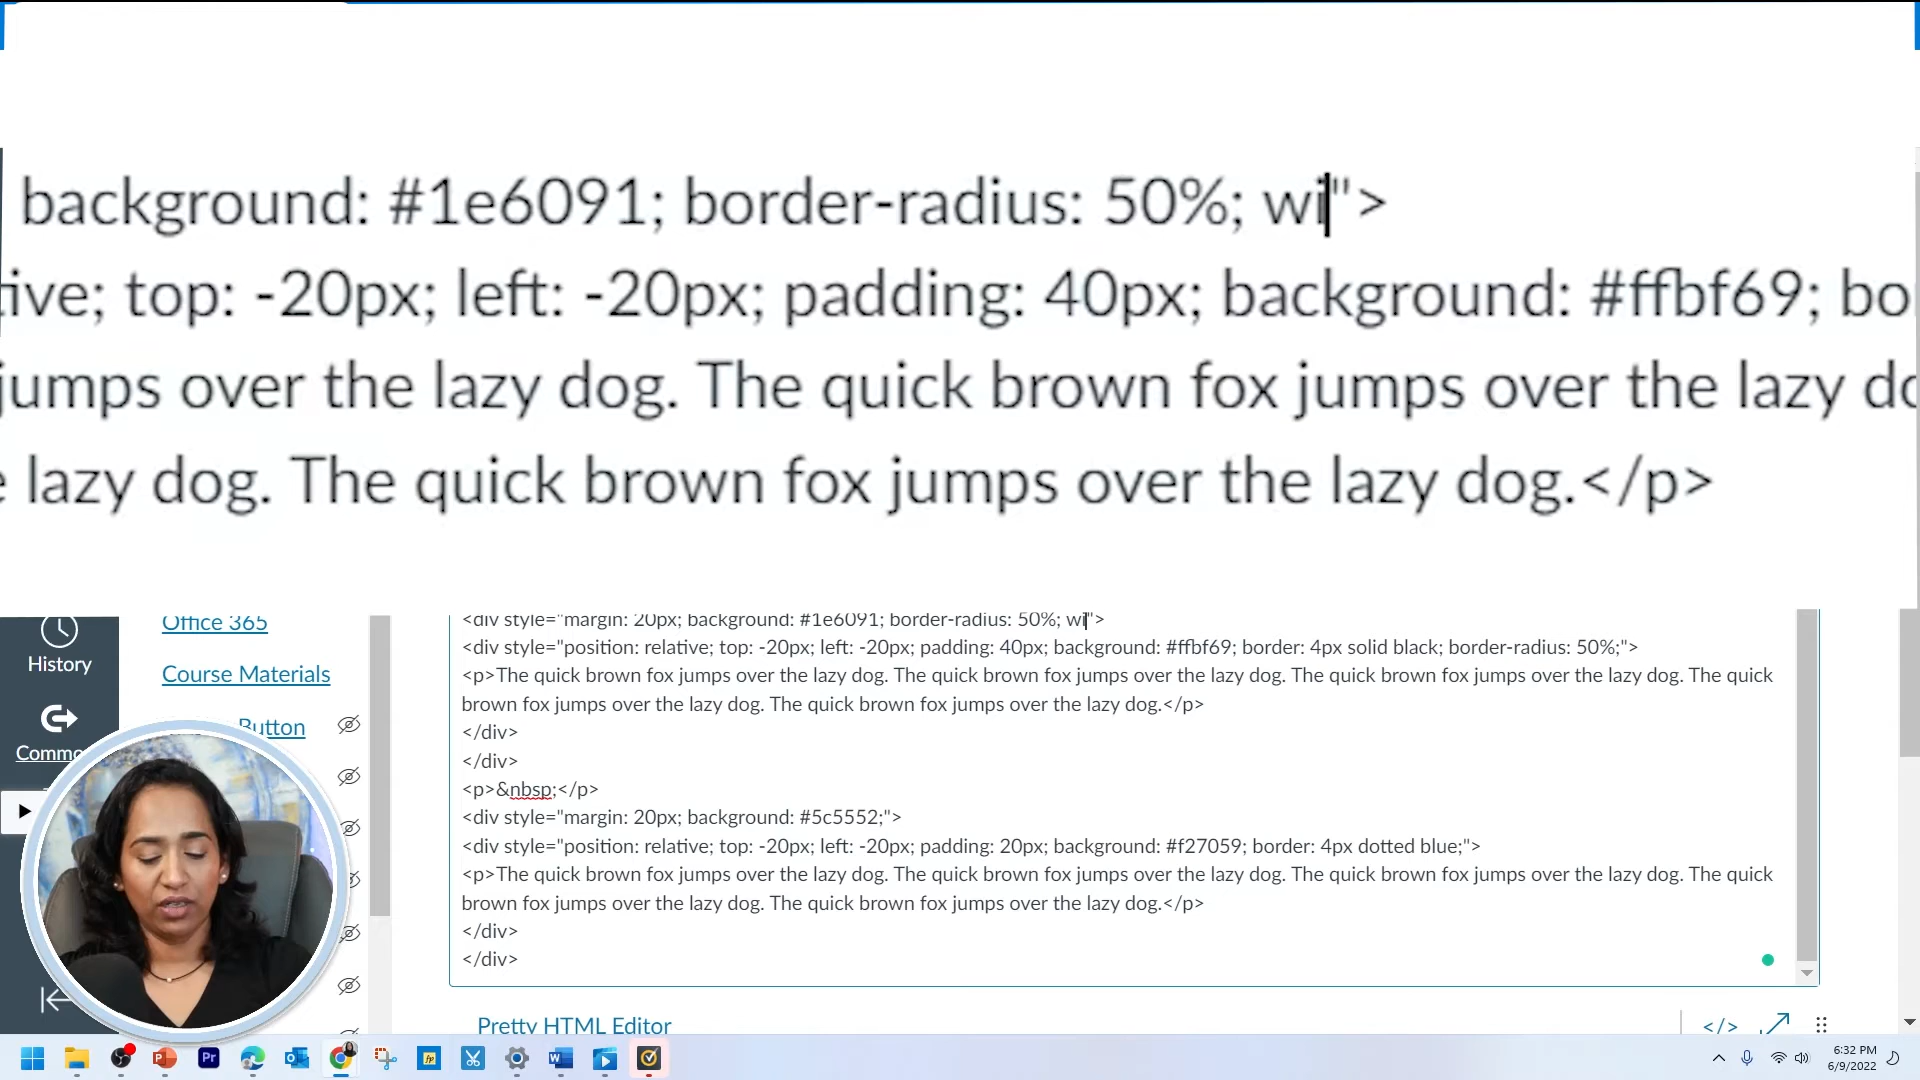 background: #1e6091; border-radius: 50%; wi">
ive; top: -20px; left: -20px; padding: 40px; background: #ffbf69; bo
jumps over the lazy dog. The quick brown fox jumps over the lazy do
e lazy dog. The quick brown fox jumps over the lazy dog.</p>
History
Commo
Office 365
Course Materials
Button
<div style="margin: 20px; background: #1e6091; border-radius: 50%; wi">
<div style="position: relative; top: -20px; left: -20px; padding: 40px; background: #ffbf69; border: 4px solid black; border-radius: 50%;">
<p>The quick brown fox jumps over the lazy dog. The quick brown fox jumps over the lazy dog. The quick brown fox jumps over the lazy dog. The quick
brown fox jumps over the lazy dog. The quick brown fox jumps over the lazy dog.</p>
</div>
</div>
<p>&nbsp;</p>
<div style="margin: 20px; background: #5c5552;">
<div style="position: relative; top: -20px; left: -20px; padding: 20px; background: #f27059; border: 4px dotted blue;">
<p>The quick brown fox jumps over the lazy dog. The quick brown fox jumps over the lazy dog. The quick brown fox jumps over the lazy dog. The quick
brown fox jumps over the lazy dog. The quick brown fox jumps over the lazy dog.</p>
</div>
</div>
Pretty HTML Editor
</>
Pr
fp
6:32 PM
6/9/2022